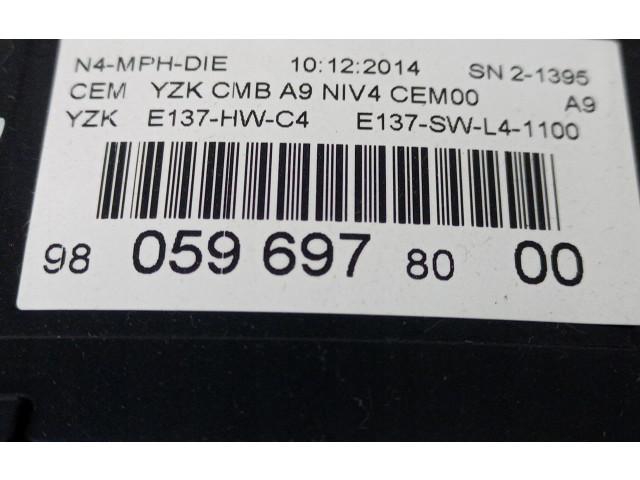 N4-MPH-DIE 10:12:2014 SN 2-1395
CEM YZK CMB A9 NIV4 CEM00 A9
YZK E137-HW-C4 E137-SW-L4-1100
98 059 697 80 00